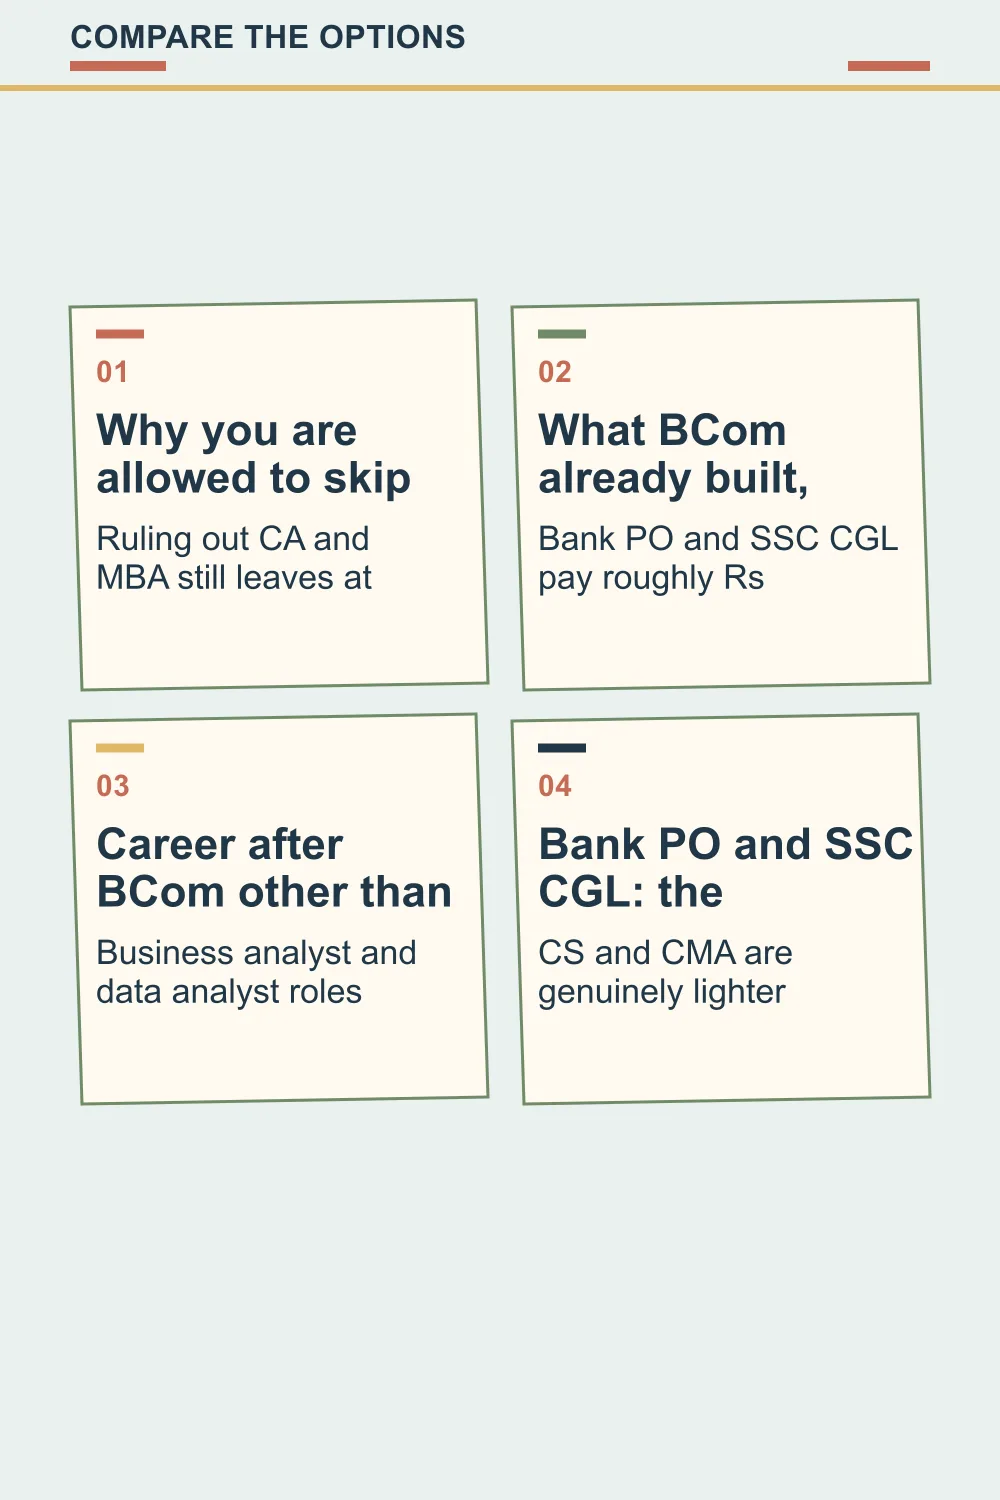 COMPARE THE OPTIONS
01
Why you are
allowed to skip
Ruling out CA and
MBA still leaves at
02
What BCom
already built,
Bank PO and SSC CGL
pay roughly Rs
03
Career after
BCom other than
Business analyst and
data analyst roles
04
Bank PO and SSC
CGL: the
CS and CMA are
genuinely lighter